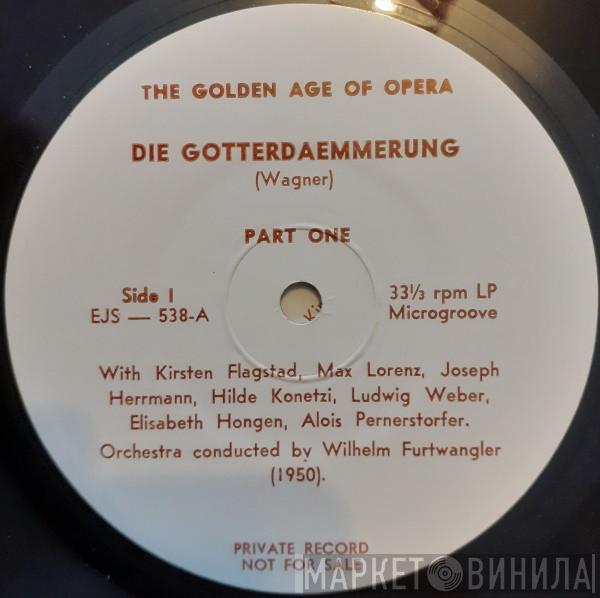 THE GOLDEN AGE OF OPERA
DIE GOTTERDAEMMERUNG
(Wagner)
PART ONE
Side I
EJS — 538-A
33⅓ rpm LP
Microgroove
With Kirsten Flagstad, Max Lorenz, Joseph
Herrmann, Hilde Konetzi, Ludwig Weber,
Elisabeth Hongen, Alois Pernerstorfer.
Orchestra conducted by Wilhelm Furtwangler
(1950).
PRIVATE RECORD
NOT FOR SALE
МАРКЕТ ВИНИЛА